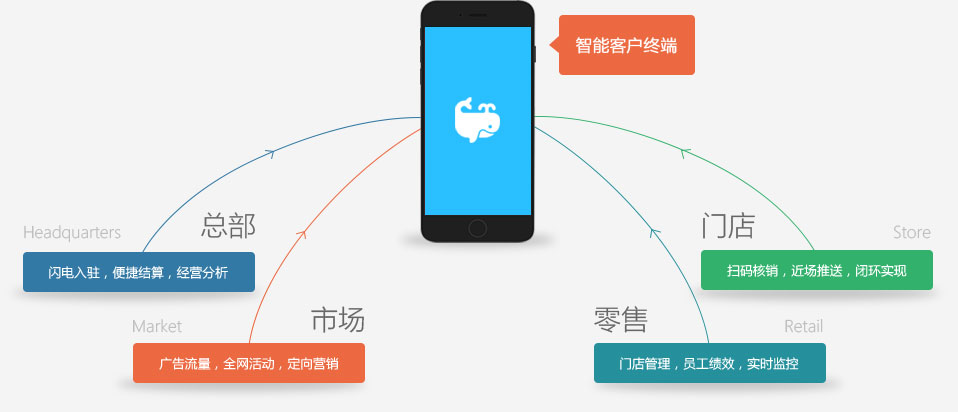 智能客户终端
Headquarters
总部
闪电入驻，便捷结算，经营分析
门店
Store
扫码核销，近场推送，闭环实现
Market
市场
广告流量，全网活动，定向营销
零售
Retail
门店管理，员工绩效，实时监控